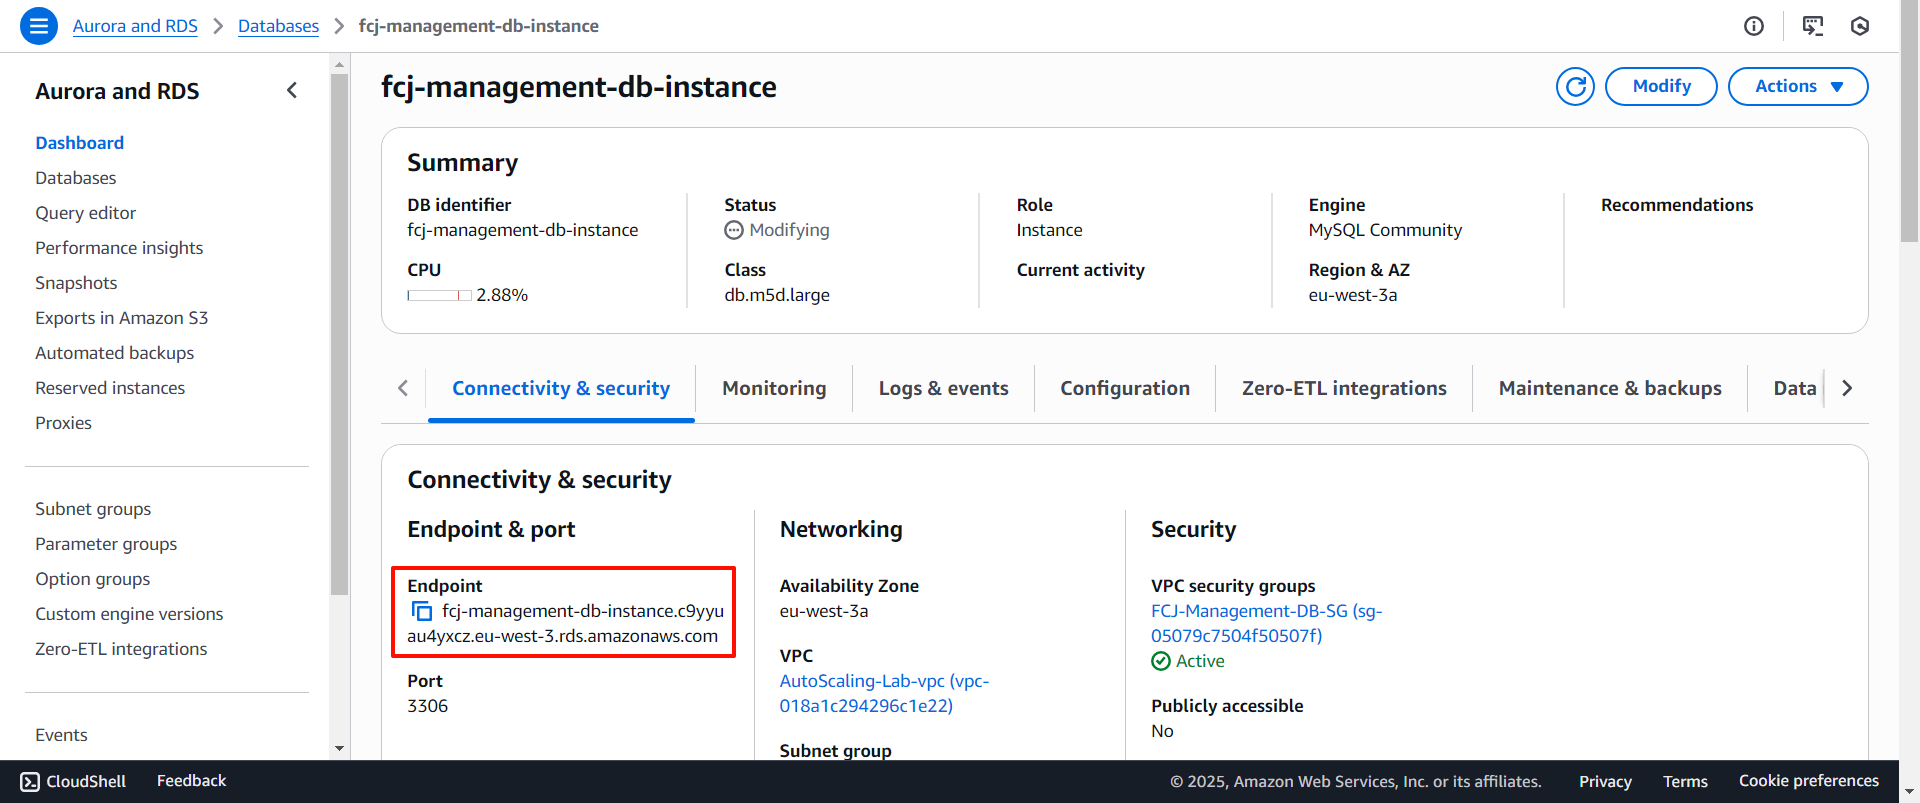 Aurora and RDS > Databases > fcj-management-db-instance
Aurora and RDS
Dashboard
Databases
Query editor
Performance insights
Snapshots
Exports in Amazon S3
Automated backups
Reserved instances
Proxies
Subnet groups
Parameter groups
Option groups
Custom engine versions
Zero-ETL integrations
Events
fcj-management-db-instance
Modify
Actions
Summary
DB identifier
fcj-management-db-instance
CPU
2.88%
Status
Modifying
Class
db.m5d.large
Role
Instance
Current activity
Engine
MySQL Community
Region & AZ
eu-west-3a
Recommendations
Connectivity & security
Monitoring
Logs & events
Configuration
Zero-ETL integrations
Maintenance & backups
Data
Connectivity & security
Endpoint & port
Endpoint
fcj-management-db-instance.c9yyu
au4yxcz.eu-west-3.rds.amazonaws.com
Port
3306
Networking
Availability Zone
eu-west-3a
VPC
AutoScaling-Lab-vpc (vpc-
018a1c294296c1e22)
Subnet group
Security
VPC security groups
FCJ-Management-DB-SG (sg-
05079c7504f50507f)
Active
Publicly accessible
No
CloudShell
Feedback
© 2025, Amazon Web Services, Inc. or its affiliates.
Privacy
Terms
Cookie preferences